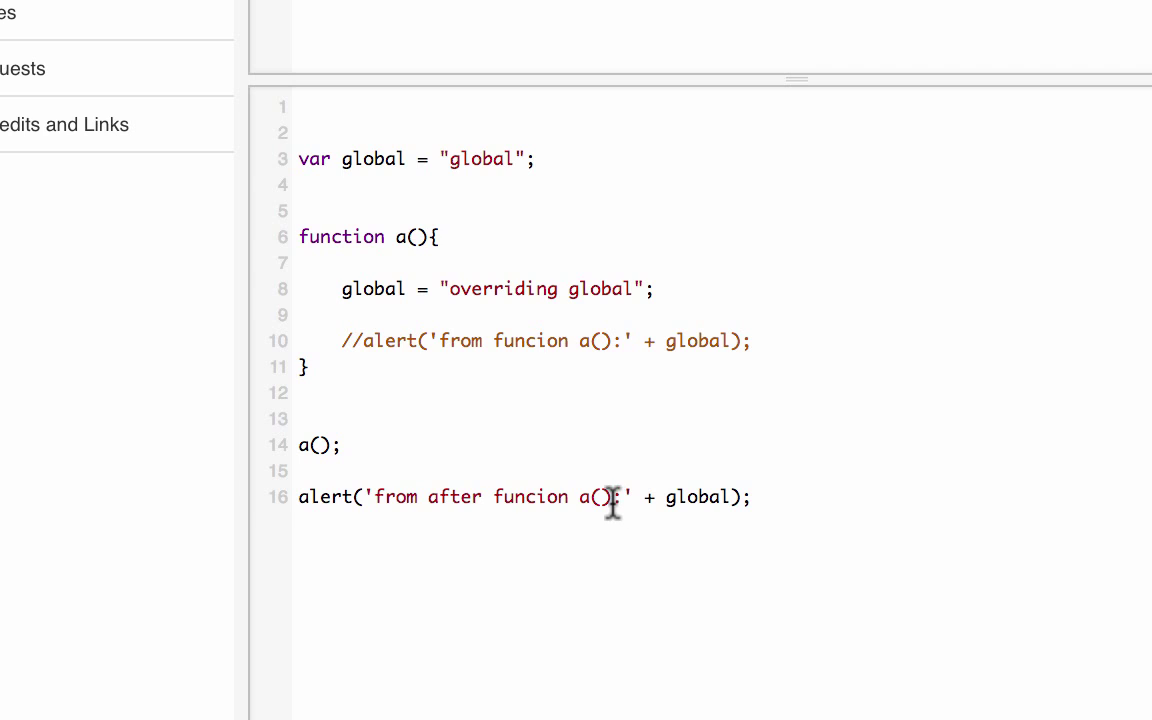 es
uests
edits and Links
1
2
3 var global = "global";
4
5
6 function a(){
7
8 global = "overriding global";
9
10 //alert('from funcion a():' + global);
11 }
12
13
14 a();
15
16 alert('from after funcion a():' + global);